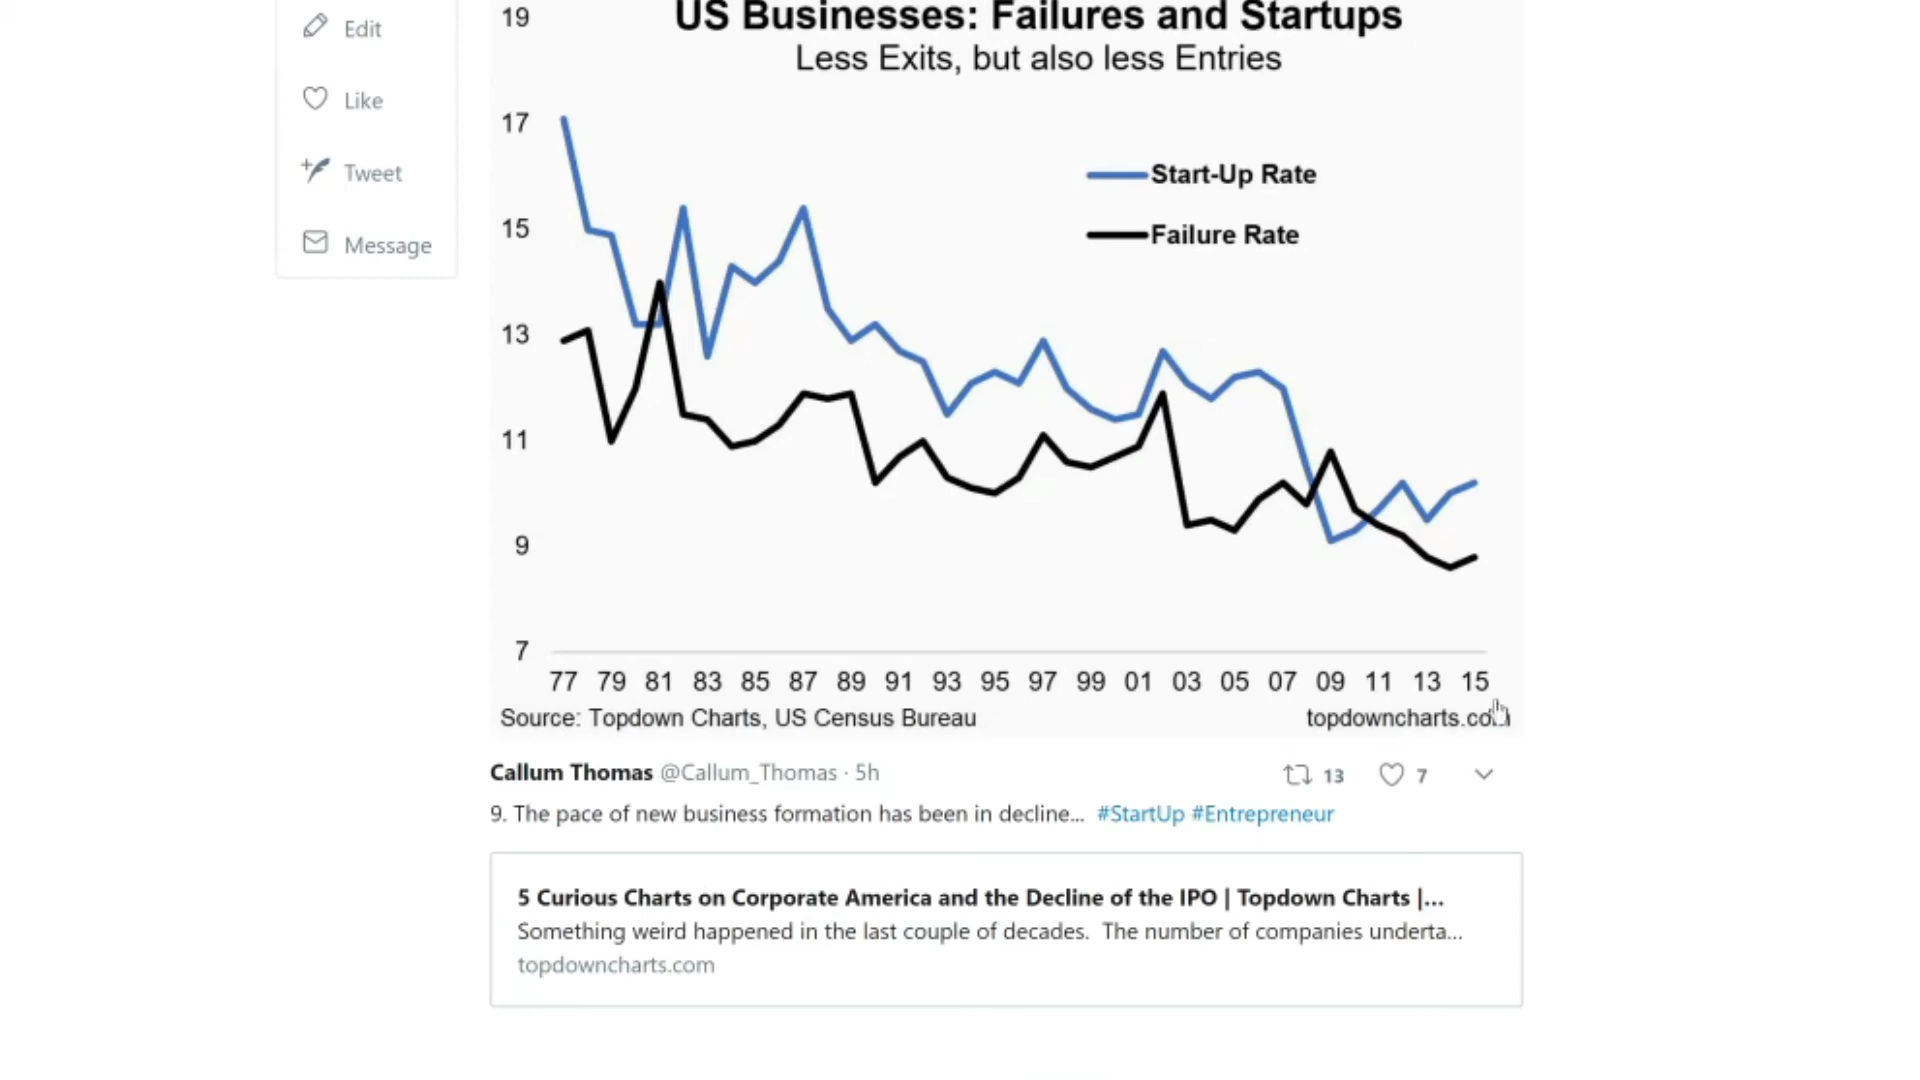 Edit
Like
Tweet
Message
US Businesses: Failures and Startups
Less Exits, but also less Entries
19
17
15
13
11
9
7
Start-Up Rate
Failure Rate
77 79 81 83 85 87 89 91 93 95 97 99 01 03 05 07 09 11 13 15
Source: Topdown Charts, US Census Bureau
topdowncharts.com
Callum Thomas @Callum_Thomas · 5h
13 7
9. The pace of new business formation has been in decline... #StartUp #Entrepreneur
5 Curious Charts on Corporate America and the Decline of the IPO | Topdown Charts |...
Something weird happened in the last couple of decades. The number of companies underta...
topdowncharts.com